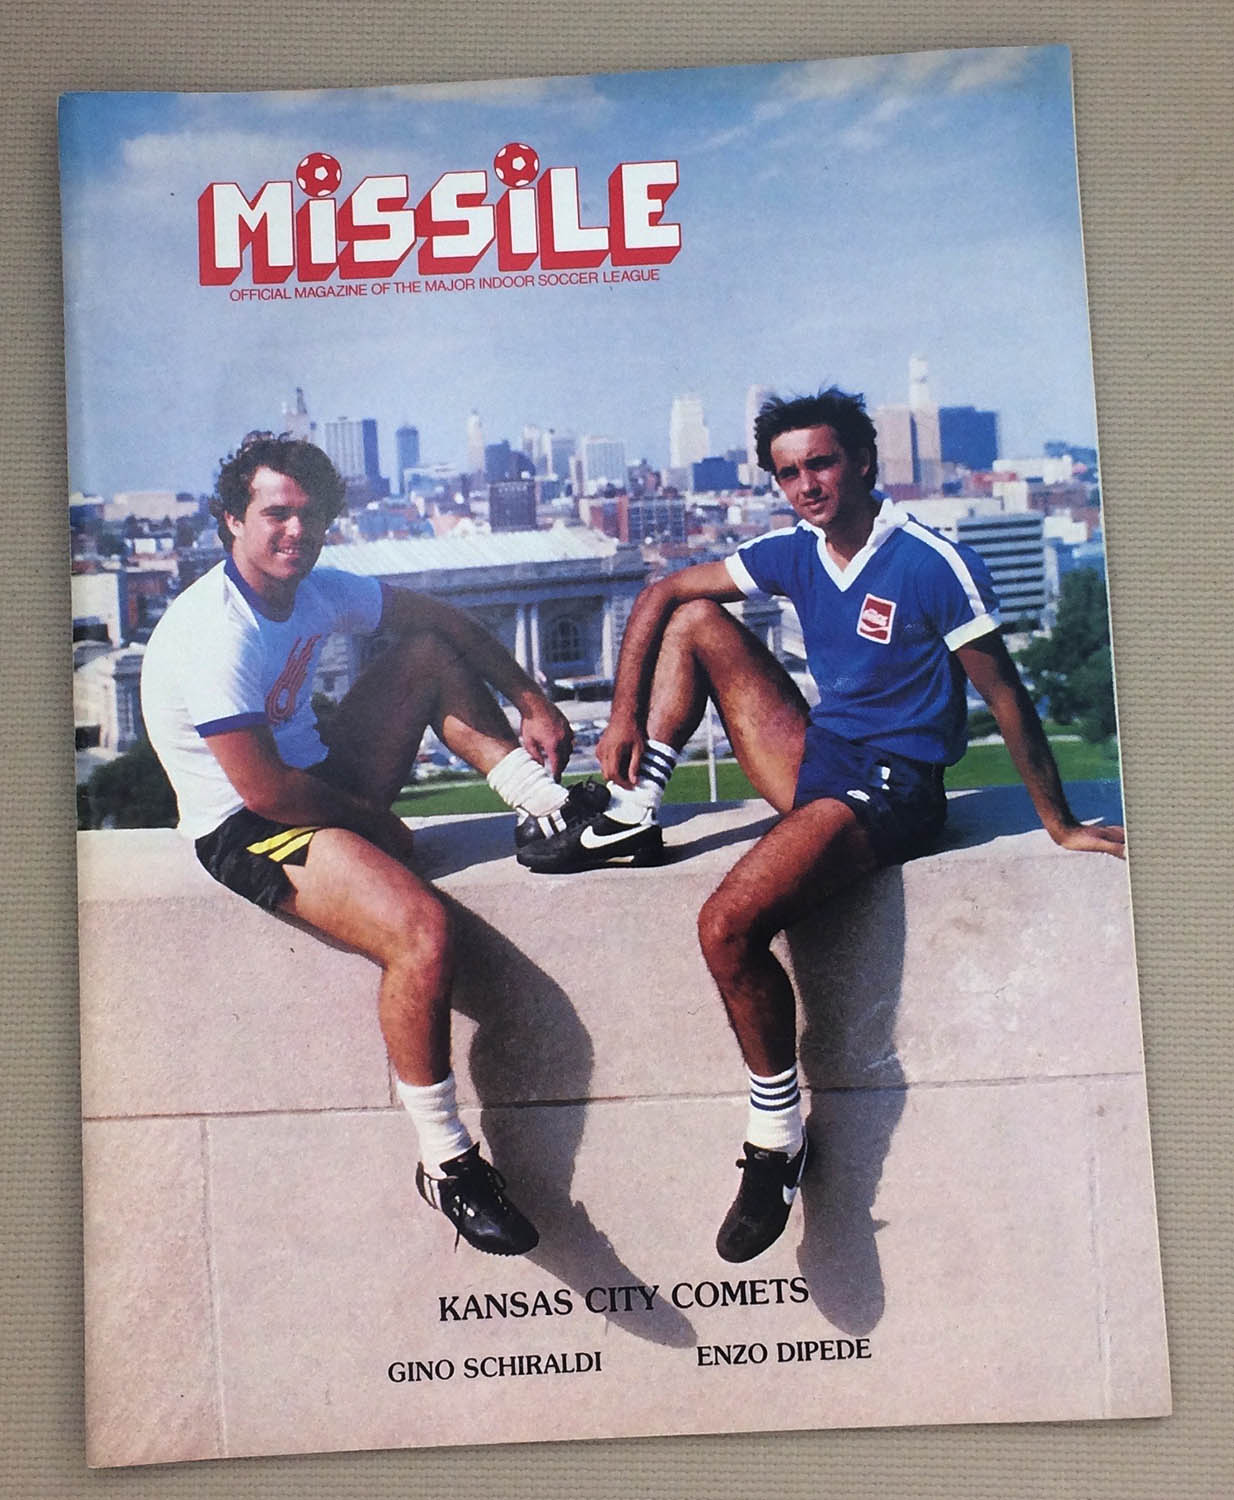 MiSSiLE
OFFICIAL MAGAZINE OF THE MAJOR INDOOR SOCCER LEAGUE
KANSAS CITY COMETS
GINO SCHIRALDI
ENZO DIPEDE